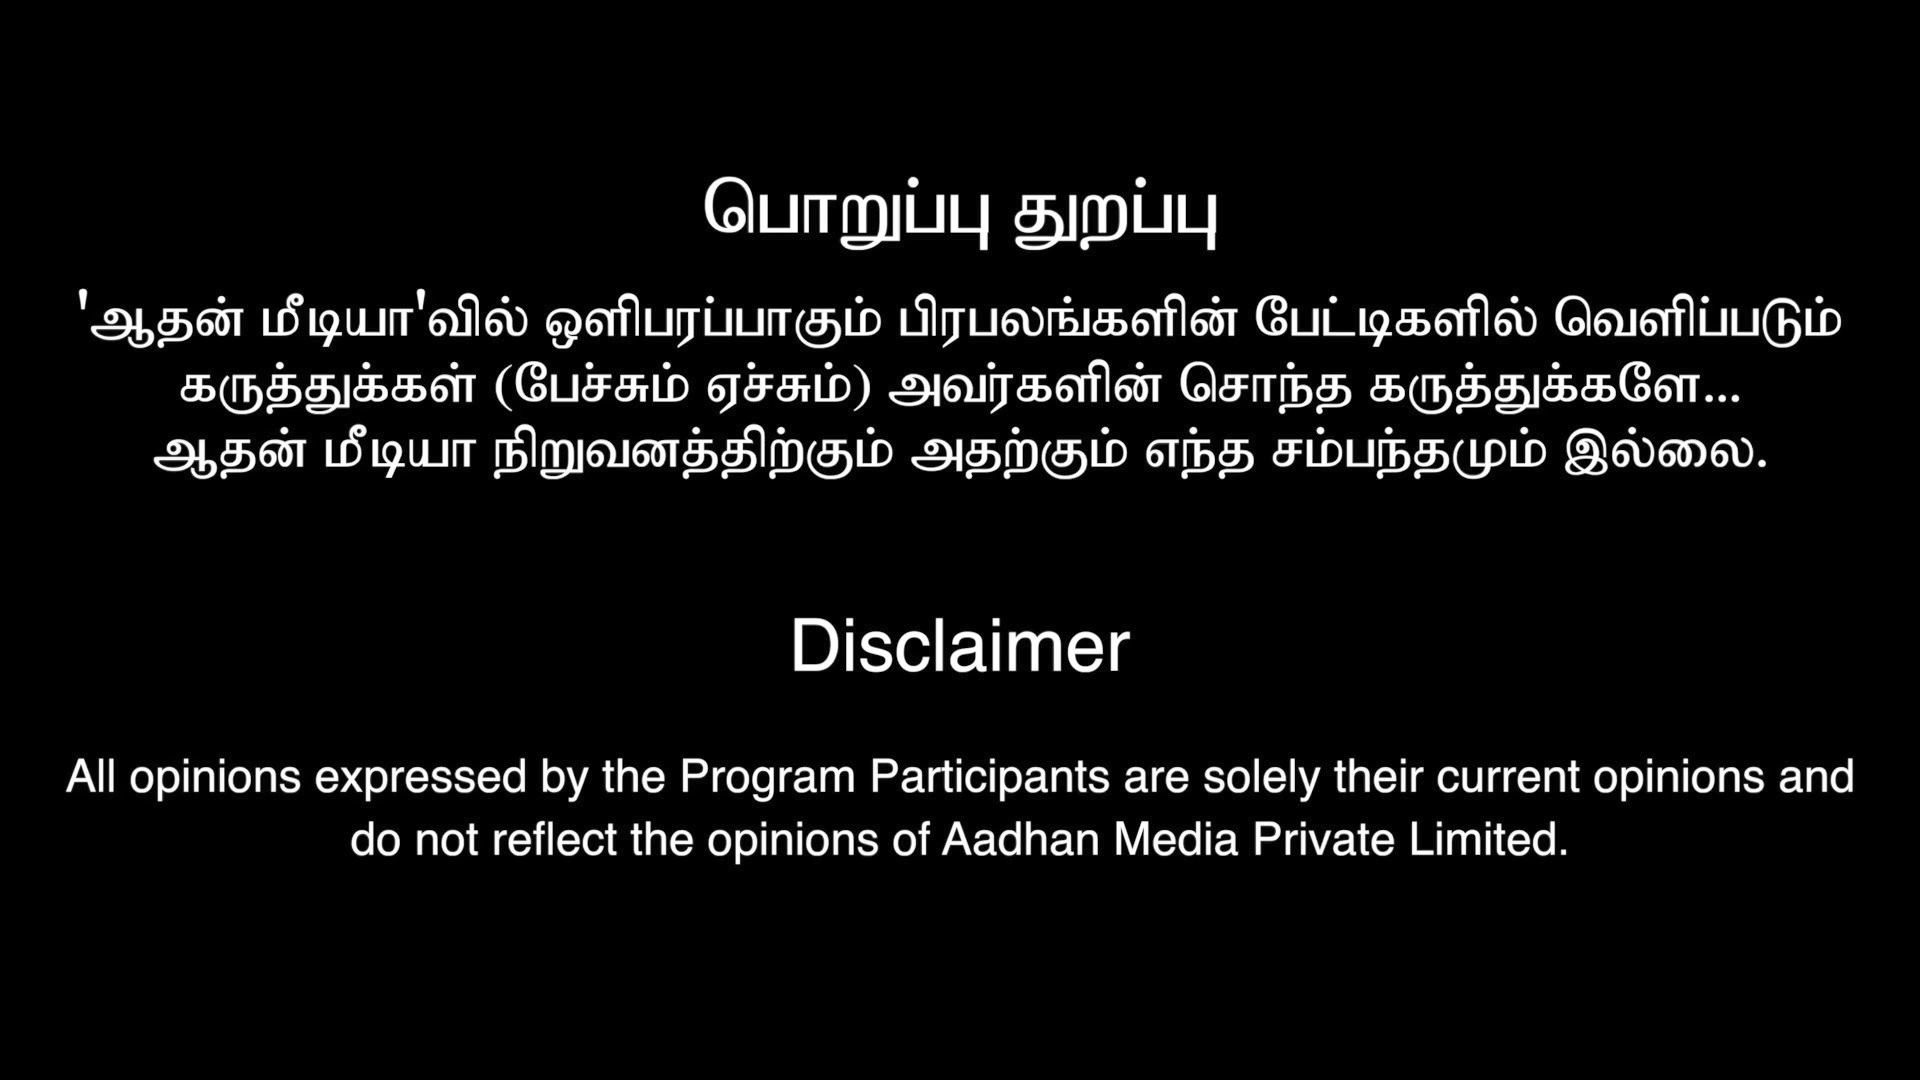 பொறுப்பு துறப்பு
'ஆதன் மீடியா'வில் ஒளிபரப்பாகும் பிரபலங்களின் பேட்டிகளில் வெளிப்படும்
கருத்துக்கள் (பேச்சும் ஏச்சும்) அவர்களின் சொந்த கருத்துக்களே...
ஆதன் மீடியா நிறுவனத்திற்கும் அதற்கும் எந்த சம்பந்தமும் இல்லை.
Disclaimer
All opinions expressed by the Program Participants are solely their current opinions and
do not reflect the opinions of Aadhan Media Private Limited.